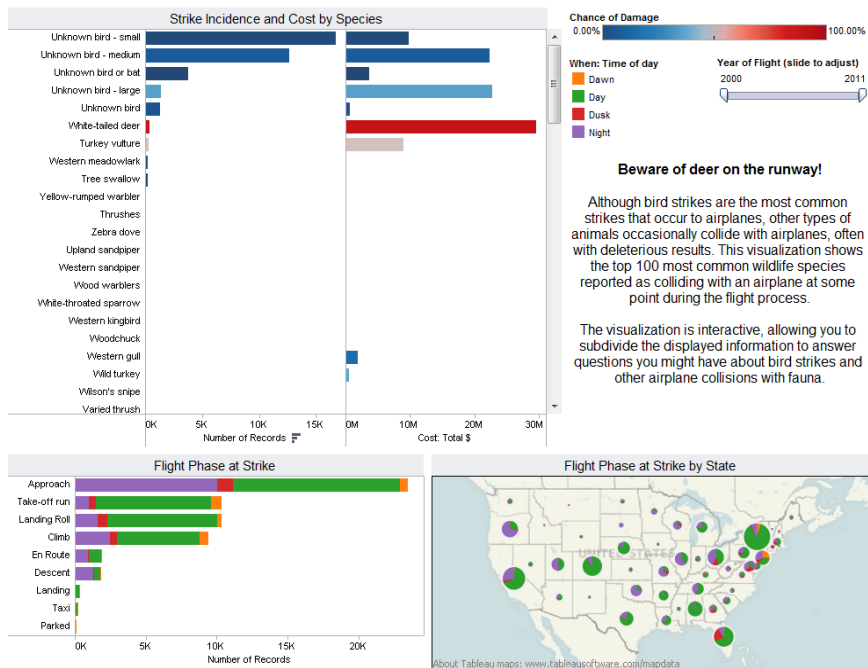 Strike Incidence and Cost by Species
Unknown bird - small
Unknown bird - medium
Unknown bird or bat
Unknown bird - large
Unknown bird
White-tailed deer
Turkey vulture
Western meadowlark
Tree swallow
Yellow-rumped warbler
Thrushes
Zebra dove
Upland sandpiper
Western sandpiper
Wood warblers
White-throated sparrow
Western kingbird
Woodchuck
Western gull
Wild turkey
Wilson's snipe
Varied thrush
0K 5K 10K 15K 0M 10M 20M 30M
Number of Records Cost: Total $
Chance of Damage
0.00% 100.00%
When: Time of day
Dawn
Day
Dusk
Night
Year of Flight (slide to adjust)
2000 2011
Beware of deer on the runway!
Although bird strikes are the most common
strikes that occur to airplanes, other types of
animals occasionally collide with airplanes, often
with deleterious results. This visualization shows
the top 100 most common wildlife species
reported as colliding with an airplane at some
point during the flight process.
The visualization is interactive, allowing you to
subdivide the displayed information to answer
questions you might have about bird strikes and
other airplane collisions with fauna.
Flight Phase at Strike
Approach
Take-off run
Landing Roll
Climb
En Route
Descent
Landing
Taxi
Parked
0K 5K 10K 15K 20K
Number of Records
Flight Phase at Strike by State
UNITED STATES
About Tableau maps: www.tableausoftware.com/mapdata